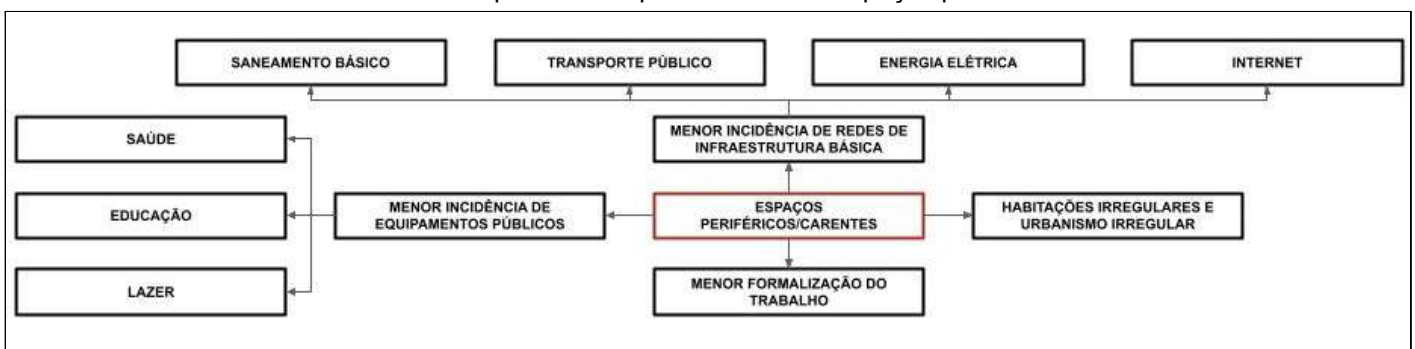 SANEAMENTO BÁSICO
TRANSPORTE PÚBLICO
ENERGIA ELÉTRICA
INTERNET
SAÚDE
MENOR INCIDÊNCIA DE REDES DE
INFRAESTRUTURA BÁSICA
EDUCAÇÃO
MENOR INCIDÊNCIA DE
EQUIPAMENTOS PÚBLICOS
ESPAÇOS
PERIFÉRICOS/CARENTES
HABITAÇÕES IRREGULARES E
URBANISMO IRREGULAR
LAZER
MENOR FORMALIZAÇÃO DO
TRABALHO